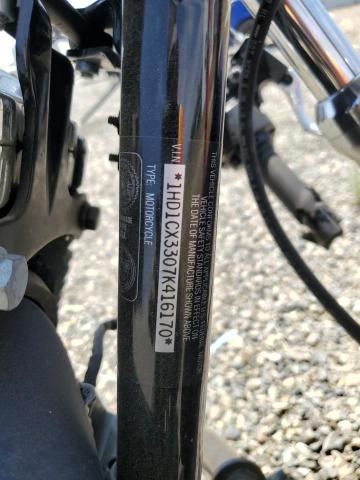 THIS VEHICLE CONFORMS TO ALL APPLICABLE U.S. FEDERAL MOTOR
VEHICLE SAFETY STANDARDS IN EFFECT ON
THE DATE OF MANUFACTURE SHOWN ABOVE
V.I.N.
*1HD1CX3307K416170*
TYPE: MOTORCYCLE